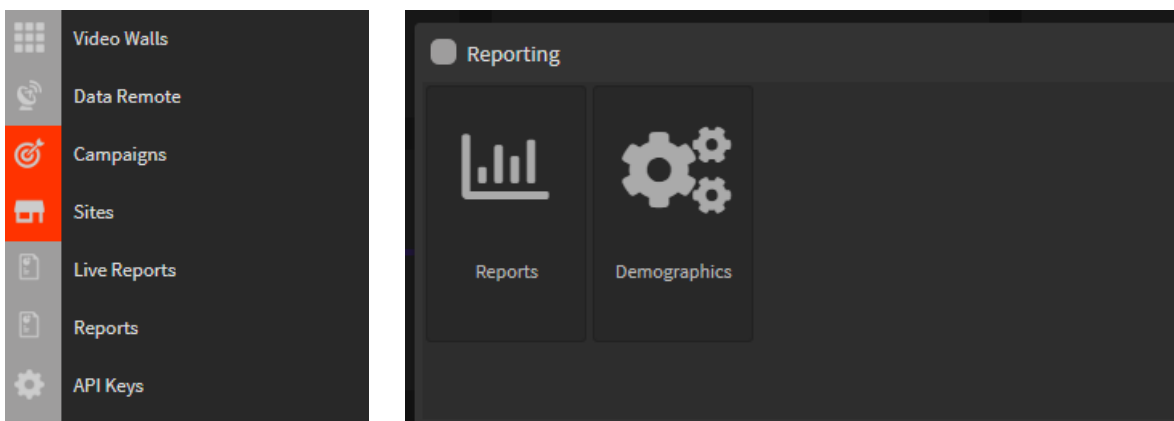 Video Walls
Data Remote
Campaigns
Sites
Live Reports
Reports
API Keys
Reporting
Reports
Demographics